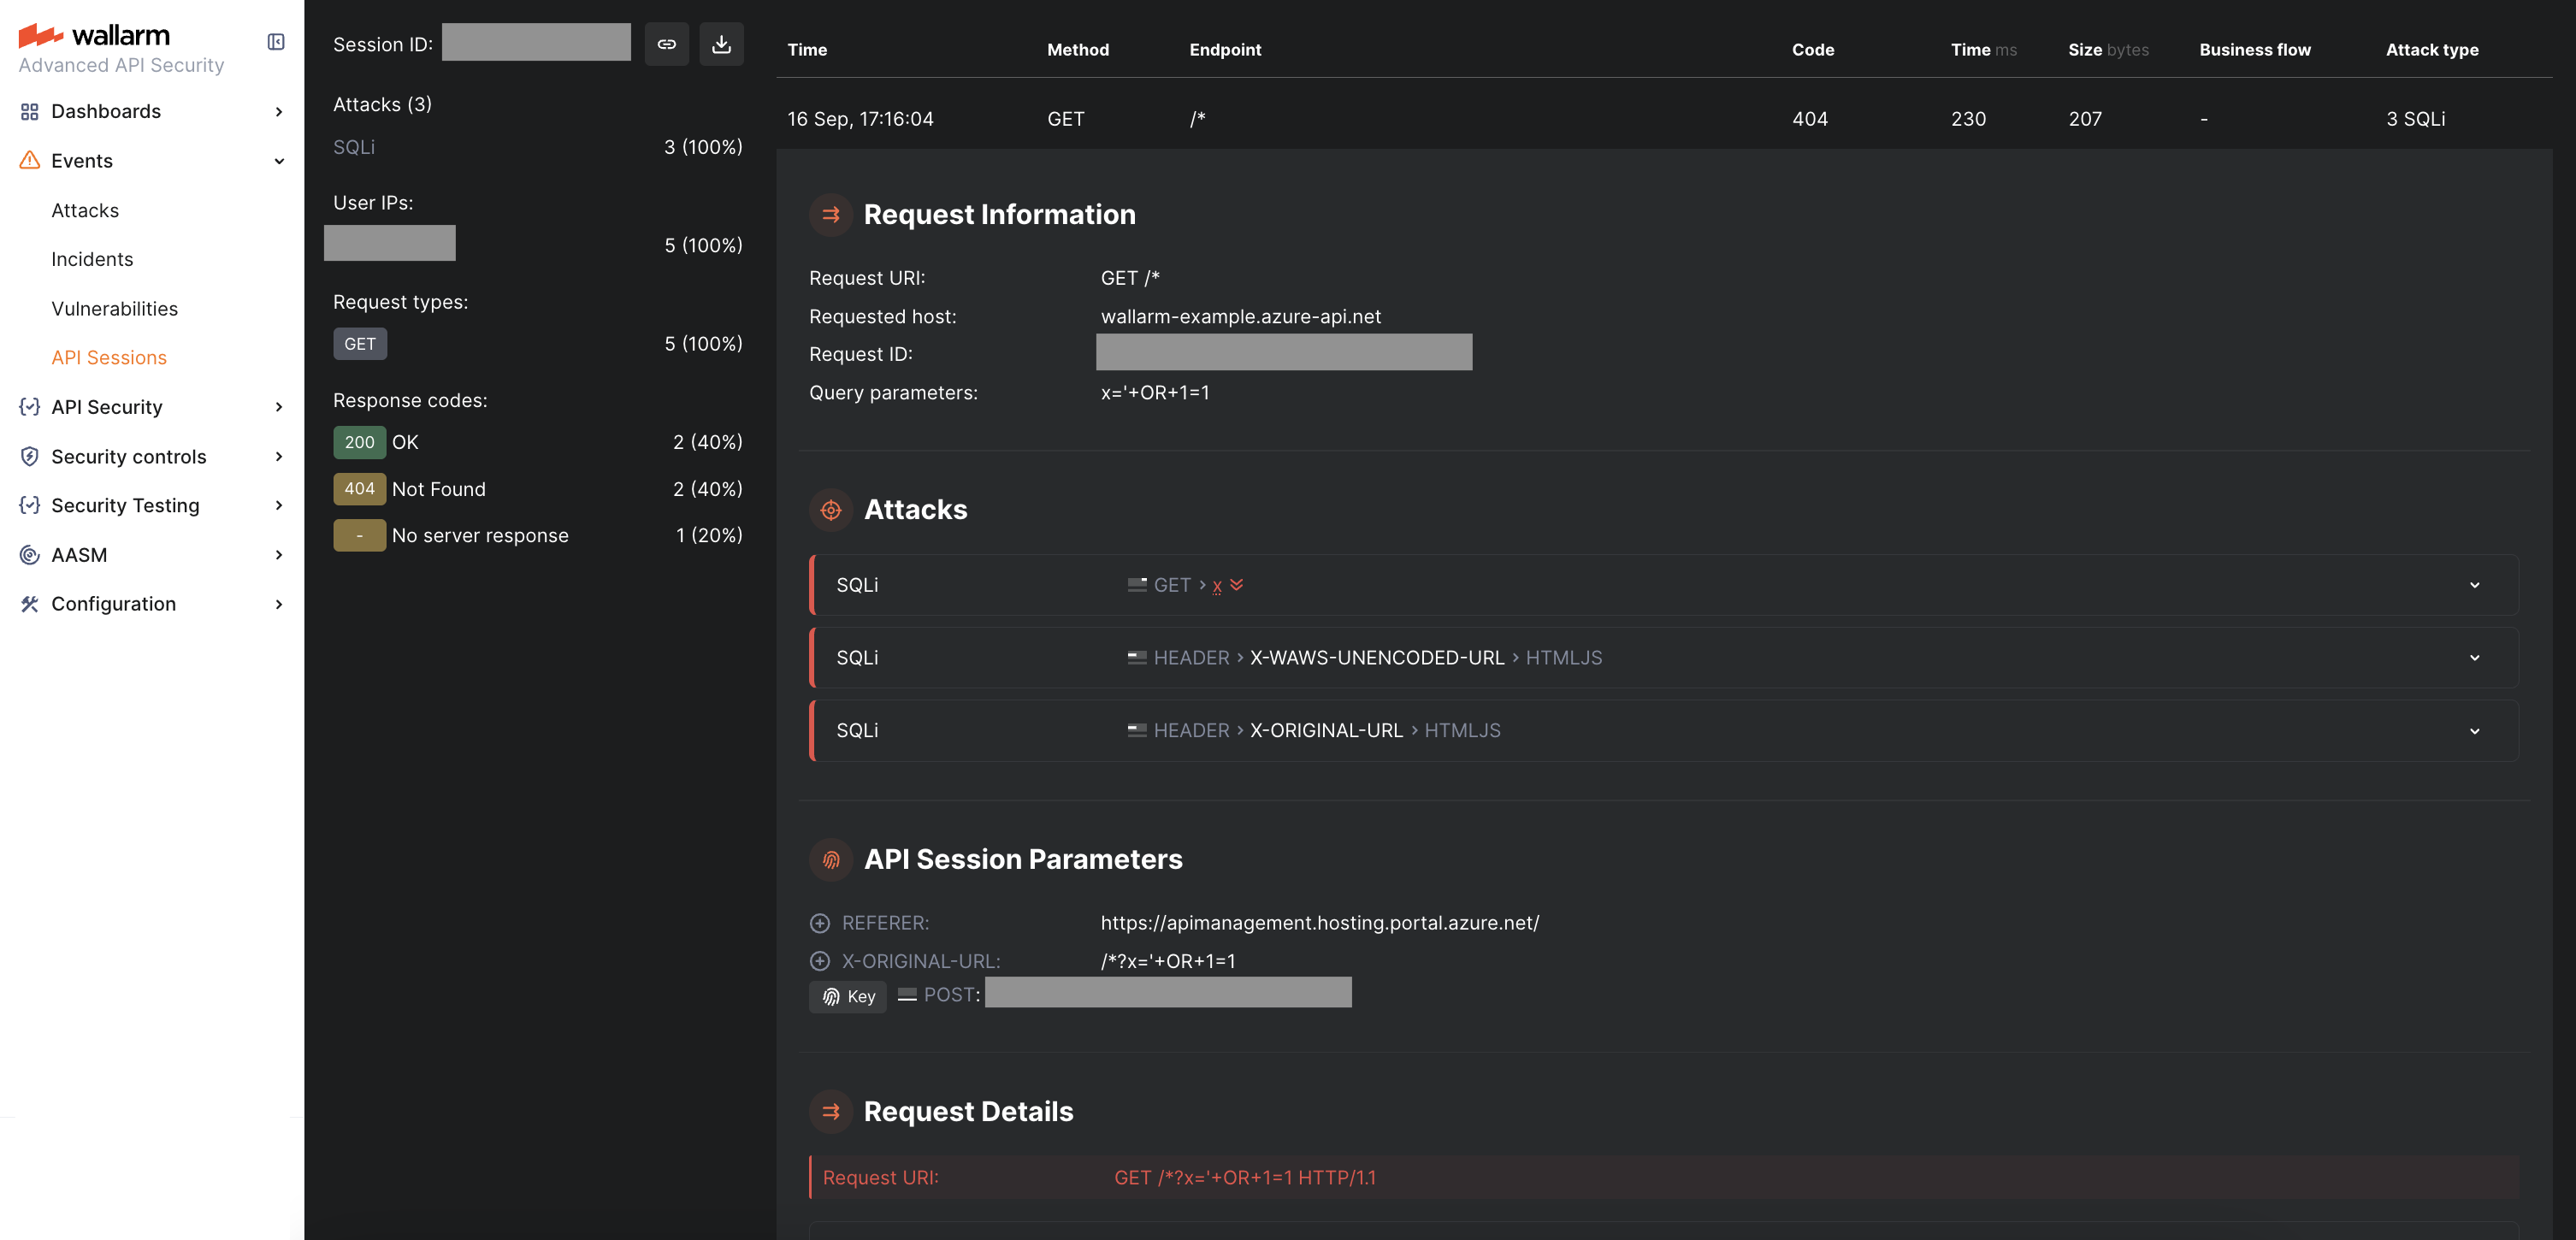 wallarm
Advanced API Security
Dashboards
Events
Attacks
Incidents
Vulnerabilities
API Sessions
API Security
Security controls
Security Testing
AASM
Configuration
Session ID:
Attacks (3)
SQLi 3 (100%)
User IPs:
5 (100%)
Request types:
GET 5 (100%)
Response codes:
200 OK 2 (40%)
404 Not Found 2 (40%)
- No server response 1 (20%)
Time Method Endpoint Code Time ms Size bytes Business flow Attack type
16 Sep, 17:16:04 GET /* 404 230 207 - 3 SQLi
Request Information
Request URI: GET /*
Requested host: wallarm-example.azure-api.net
Request ID:
Query parameters: x='+OR+1=1
Attacks
SQLi GET > x
SQLi HEADER > X-WAWS-UNENCODED-URL > HTMLJS
SQLi HEADER > X-ORIGINAL-URL > HTMLJS
API Session Parameters
REFERER: https://apimanagement.hosting.portal.azure.net/
X-ORIGINAL-URL: /*?x='+OR+1=1
Key POST:
Request Details
Request URI: GET /*?x='+OR+1=1 HTTP/1.1